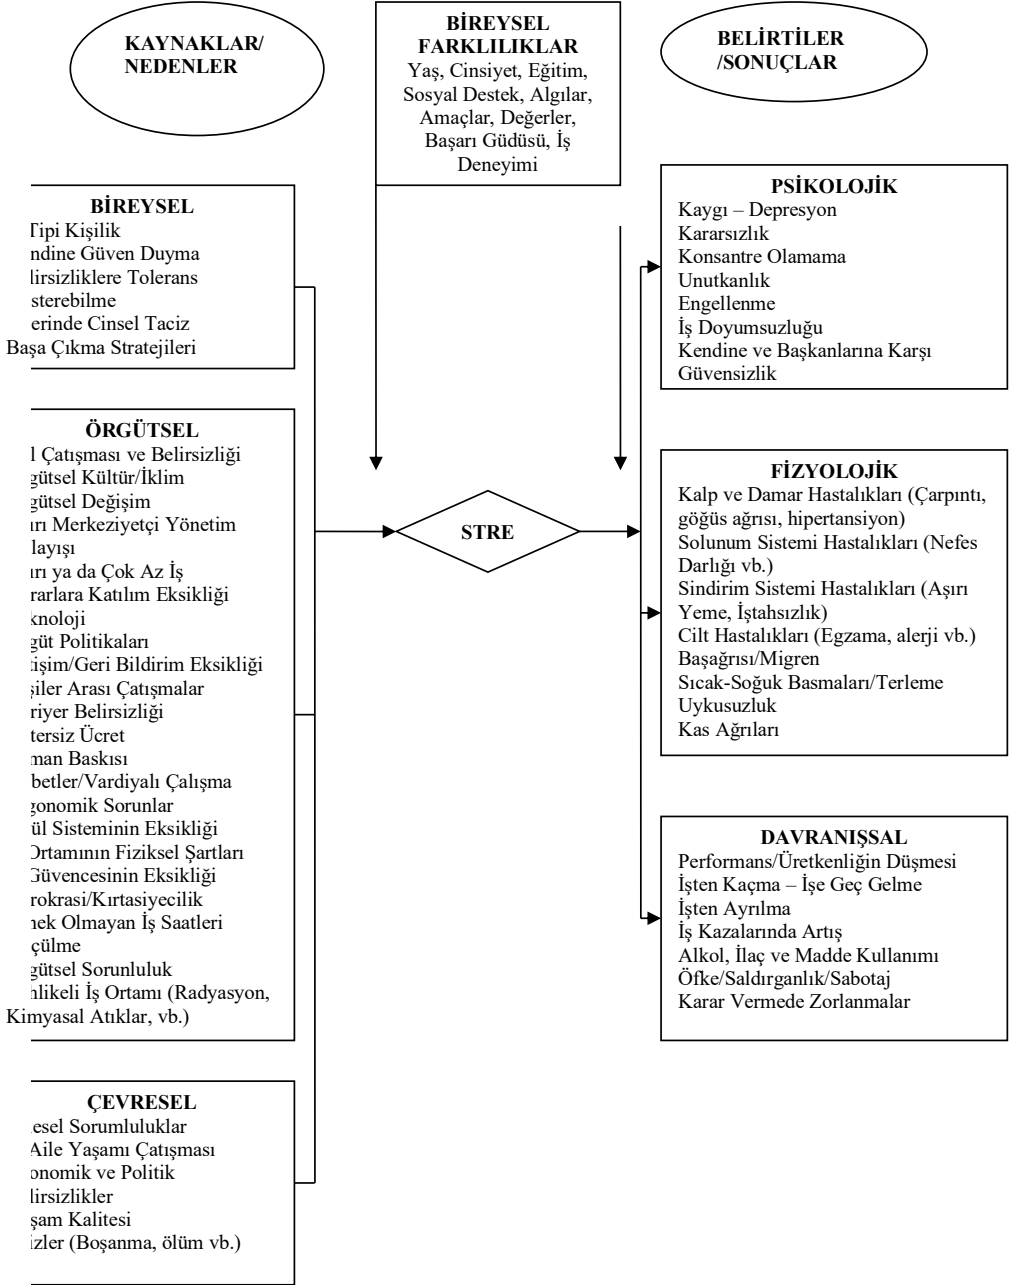 KAYNAKLAR/
NEDENLER
BİREYSEL
FARKLILIKLAR
Yaş, Cinsiyet, Eğitim,
Sosyal Destek, Algılar,
Amaçlar, Değerler,
Başarı Güdüsü, İş
Deneyimi
BELİRTİLER
/SONUÇLAR
BİREYSEL
Tipi Kişilik
ndine Güven Duyma
lirsizliklere Tolerans
sterebilme
erinde Cinsel Taciz
Başa Çıkma Stratejileri
ÖRGÜTSEL
l Çatışması ve Belirsizliği
gütsel Kültür/İklim
gütsel Değişim
ırı Merkeziyetçi Yönetim
layışı
ırı ya da Çok Az İş
rarlara Katılım Eksikliği
knoloji
güt Politikaları
tişim/Geri Bildirim Eksikliği
şiler Arası Çatışmalar
riyer Belirsizliği
tersiz Ücret
man Baskısı
betler/Vardiyalı Çalışma
gonomik Sorunlar
ül Sisteminin Eksikliği
Ortamının Fiziksel Şartları
Güvencesinin Eksikliği
rokrasi/Kırtasiyecilik
nek Olmayan İş Saatleri
çülme
gütsel Sorunluluk
hlikeli İş Ortamı (Radyasyon,
Kimyasal Atıklar, vb.)
ÇEVRESEL
esel Sorumluluklar
Aile Yaşamı Çatışması
onomik ve Politik
lirsizlikler
şam Kalitesi
izler (Boşanma, ölüm vb.)
STRE
PSİKOLOJİK
Kaygı – Depresyon
Kararsızlık
Konsantre Olamama
Unutkanlık
Engellenme
İş Doyumsuzluğu
Kendine ve Başkanlarına Karşı
Güvensizlik
FİZYOLOJİK
Kalp ve Damar Hastalıkları (Çarpıntı,
göğüs ağrısı, hipertansiyon)
Solunum Sistemi Hastalıkları (Nefes
Darlığı vb.)
Sindirim Sistemi Hastalıkları (Aşırı
Yeme, İştahsızlık)
Cilt Hastalıkları (Egzama, alerji vb.)
Başağrısı/Migren
Sıcak-Soğuk Basmaları/Terleme
Uykusuzluk
Kas Ağrıları
DAVRANIŞSAL
Performans/Üretkenliğin Düşmesi
İşten Kaçma – İşe Geç Gelme
İşten Ayrılma
İş Kazalarında Artış
Alkol, İlaç ve Madde Kullanımı
Öfke/Saldırganlık/Sabotaj
Karar Vermede Zorlanmalar